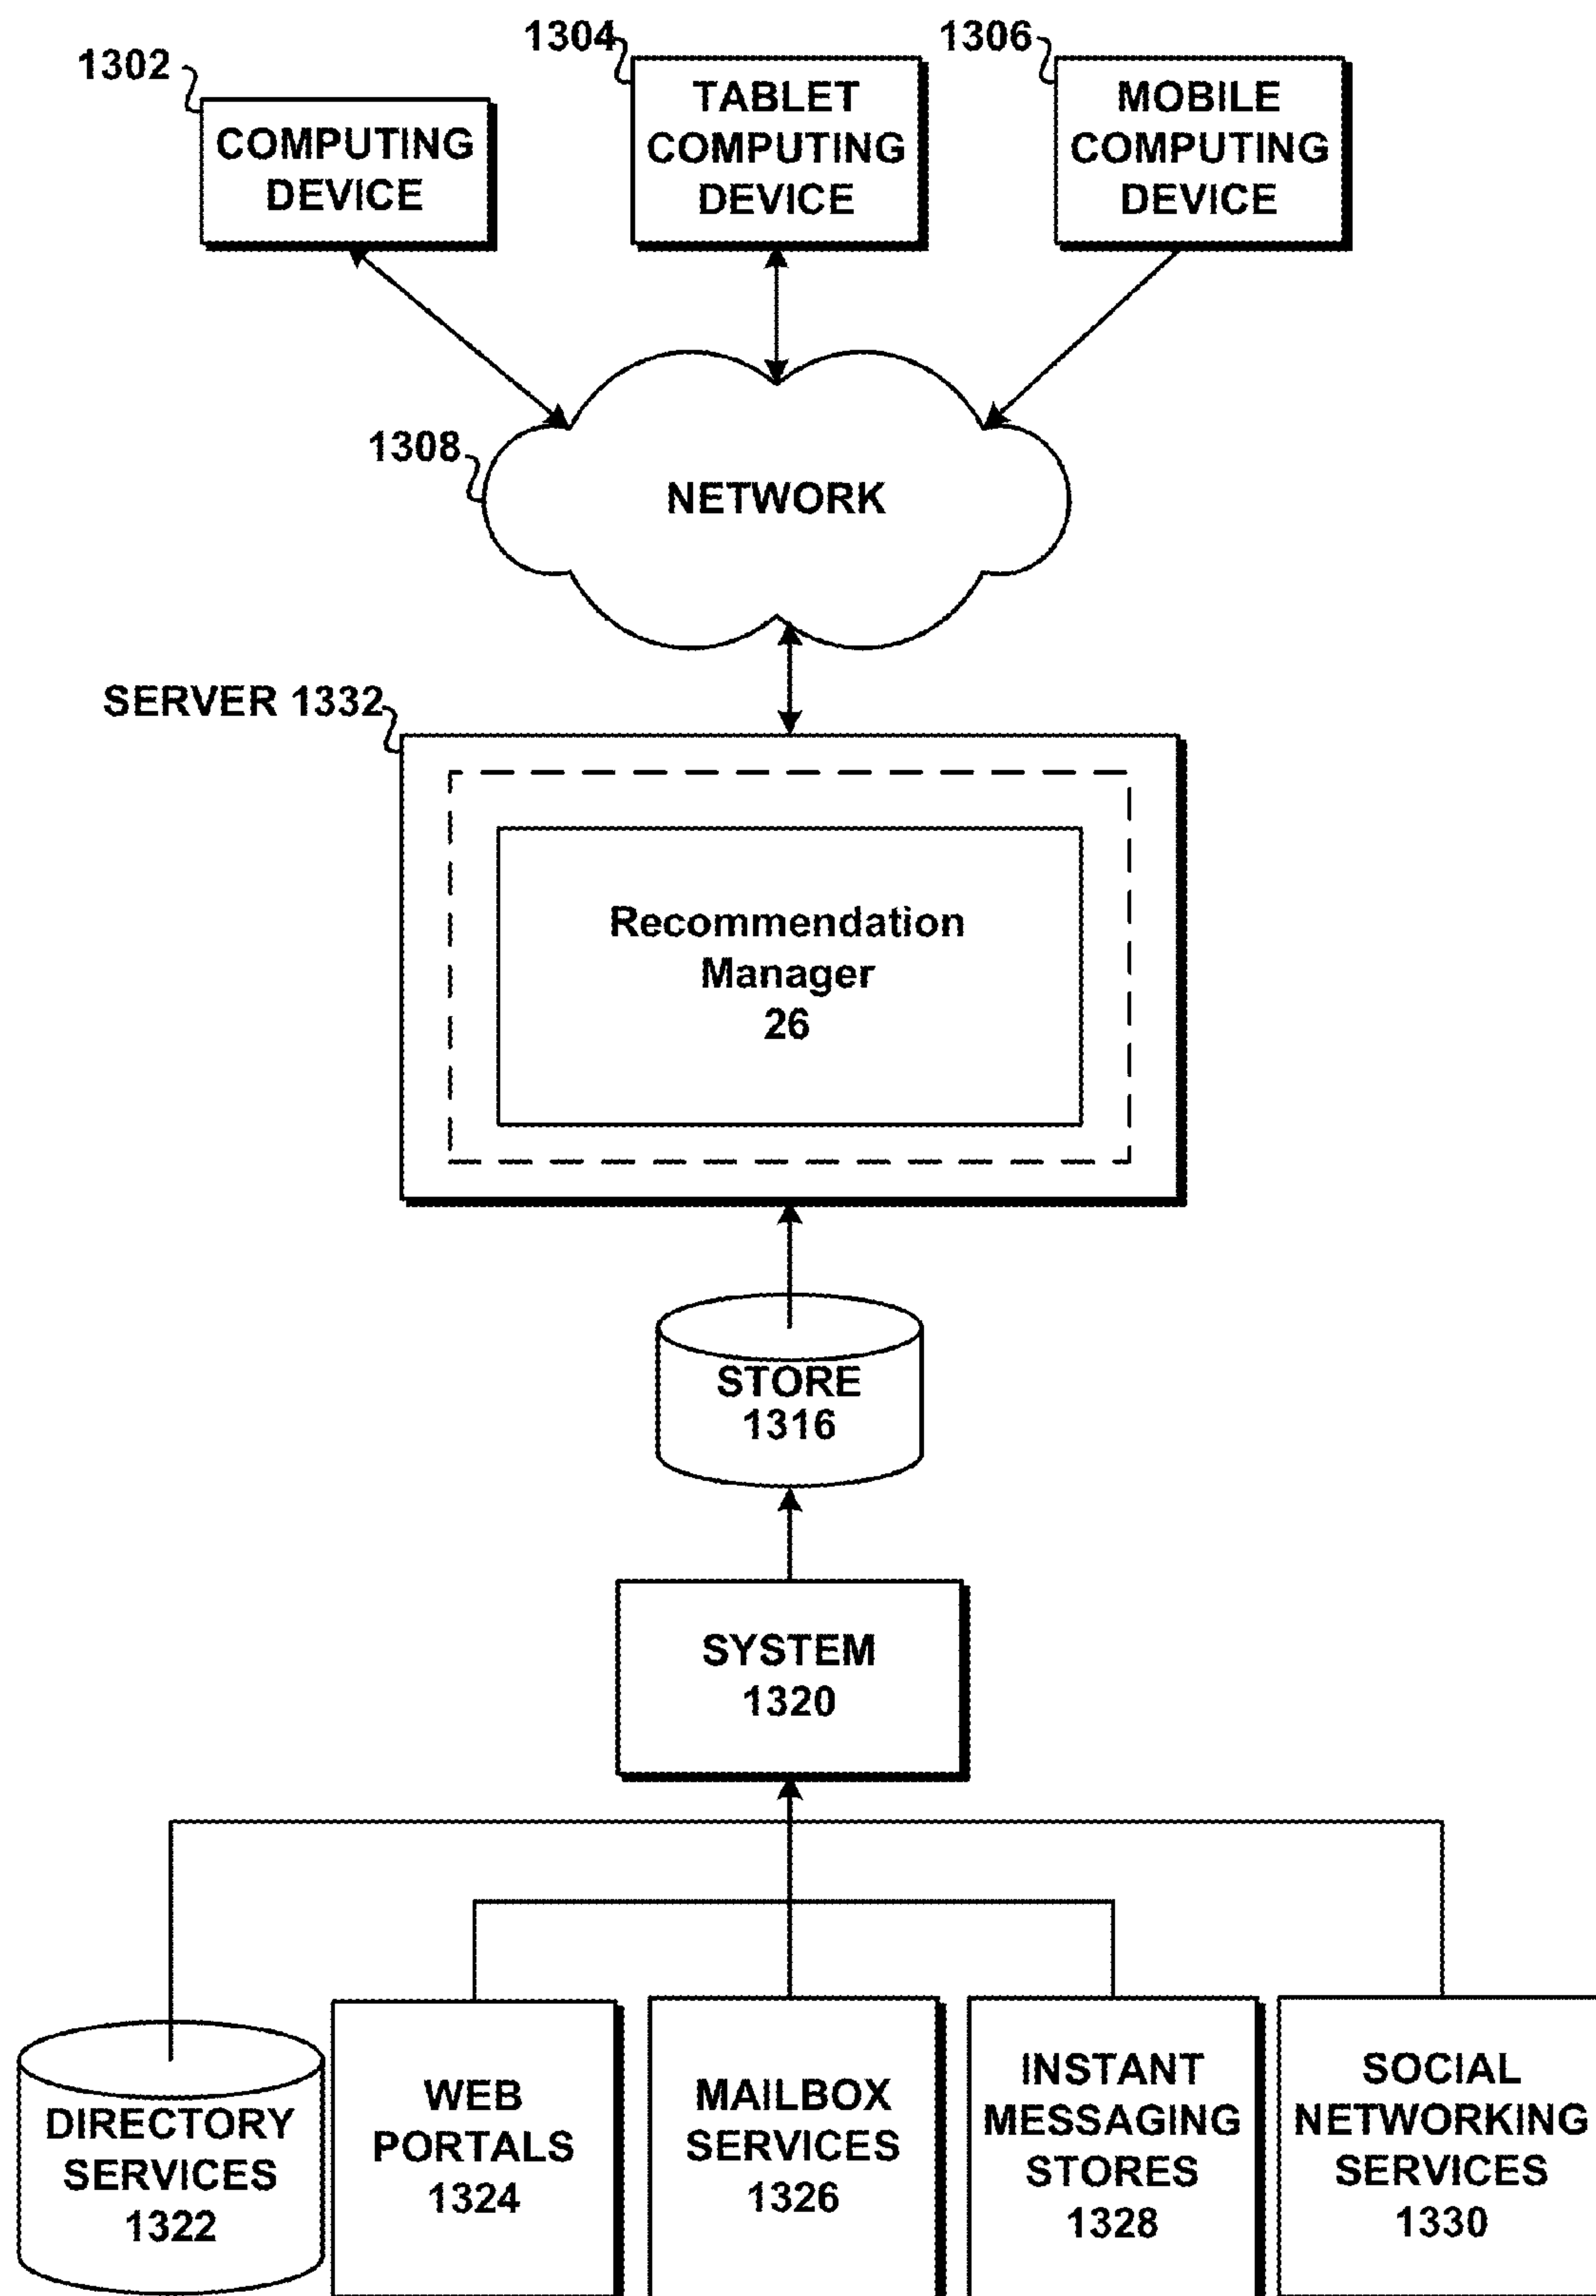 1302
1304
1306
COMPUTING
DEVICE
TABLET
COMPUTING
DEVICE
MOBILE
COMPUTING
DEVICE
1308
NETWORK
SERVER 1332
Recommendation
Manager
26
STORE
1316
SYSTEM
1320
DIRECTORY
SERVICES
1322
WEB
PORTALS
1324
MAILBOX
SERVICES
1326
INSTANT
MESSAGING
STORES
1328
SOCIAL
NETWORKING
SERVICES
1330